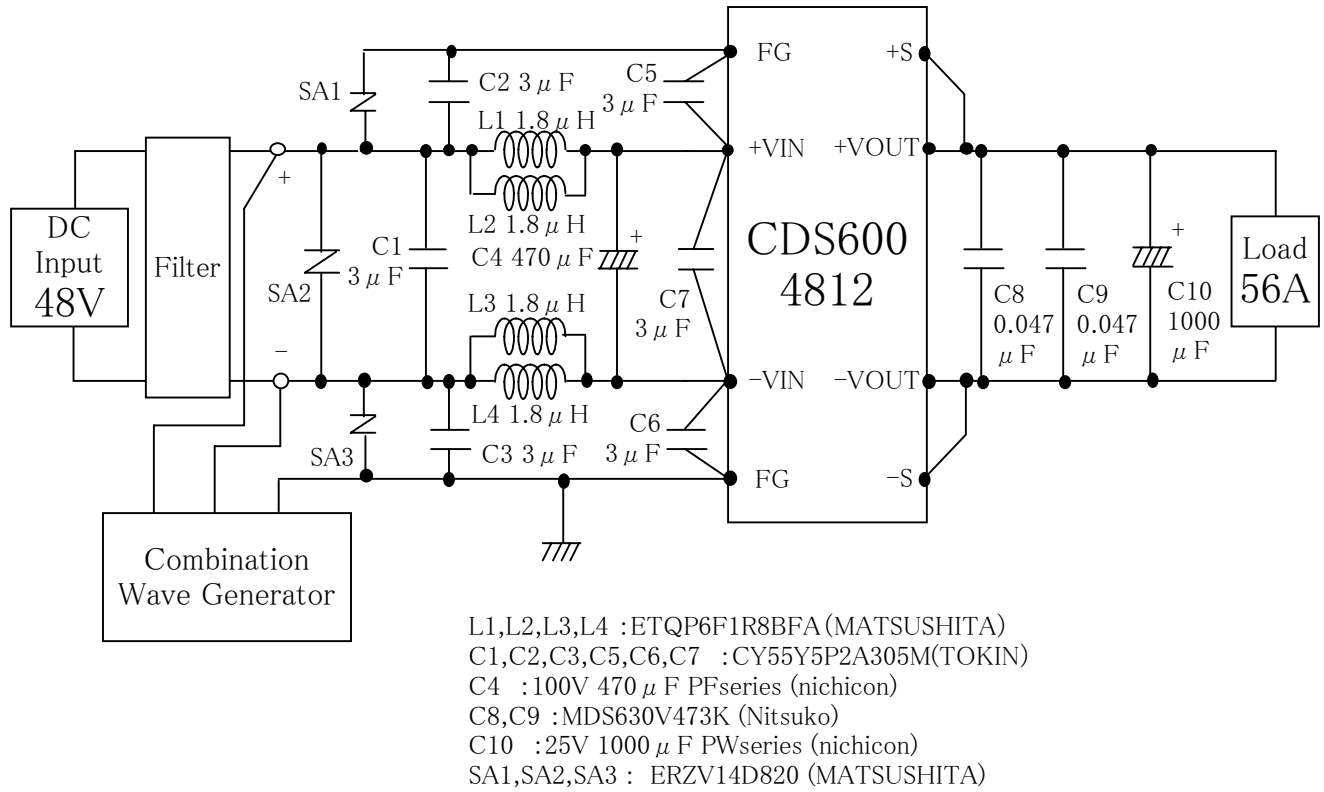 FG
+S
SA1
C2 3μF
C5
3μF
L1 1.8μH
+VIN
+VOUT
+
L2 1.8μH
DC
Input
48V
Filter
SA2
C1
3μF
C4 470μF
+
C7
3μF
CDS600
4812
C8
0.047
μF
C9
0.047
μF
+
C10
1000
μF
Load
56A
L3 1.8μH
-
-VIN
-VOUT
L4 1.8μH
SA3
C3 3μF
C6
3μF
FG
-S
Combination
Wave Generator
L1,L2,L3,L4 :ETQP6F1R8BFA(MATSUSHITA)
C1,C2,C3,C5,C6,C7 :CY55Y5P2A305M(TOKIN)
C4 :100V 470μF PFseries (nichicon)
C8,C9 :MDS630V473K (Nitsuko)
C10 :25V 1000μF PWseries (nichicon)
SA1,SA2,SA3 : ERZV14D820 (MATSUSHITA)